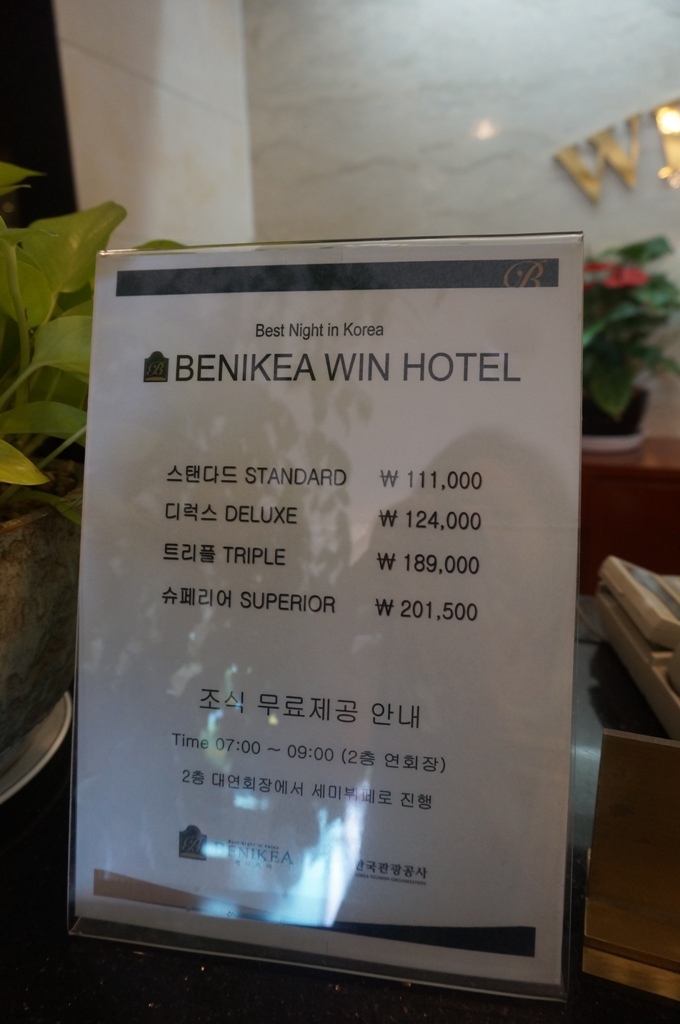 WI
B
Best Night in Korea
BENIKEA WIN HOTEL
스탠다드 STANDARD ₩ 111,000
디럭스 DELUXE ₩ 124,000
트리플 TRIPLE ₩ 189,000
슈페리어 SUPERIOR ₩ 201,500
조식 무료제공 안내
Time 07:00 ~ 09:00 (2층 연회장)
2층 대연회장에서 세미뷔페로 진행
BENIKEA
한국관광공사